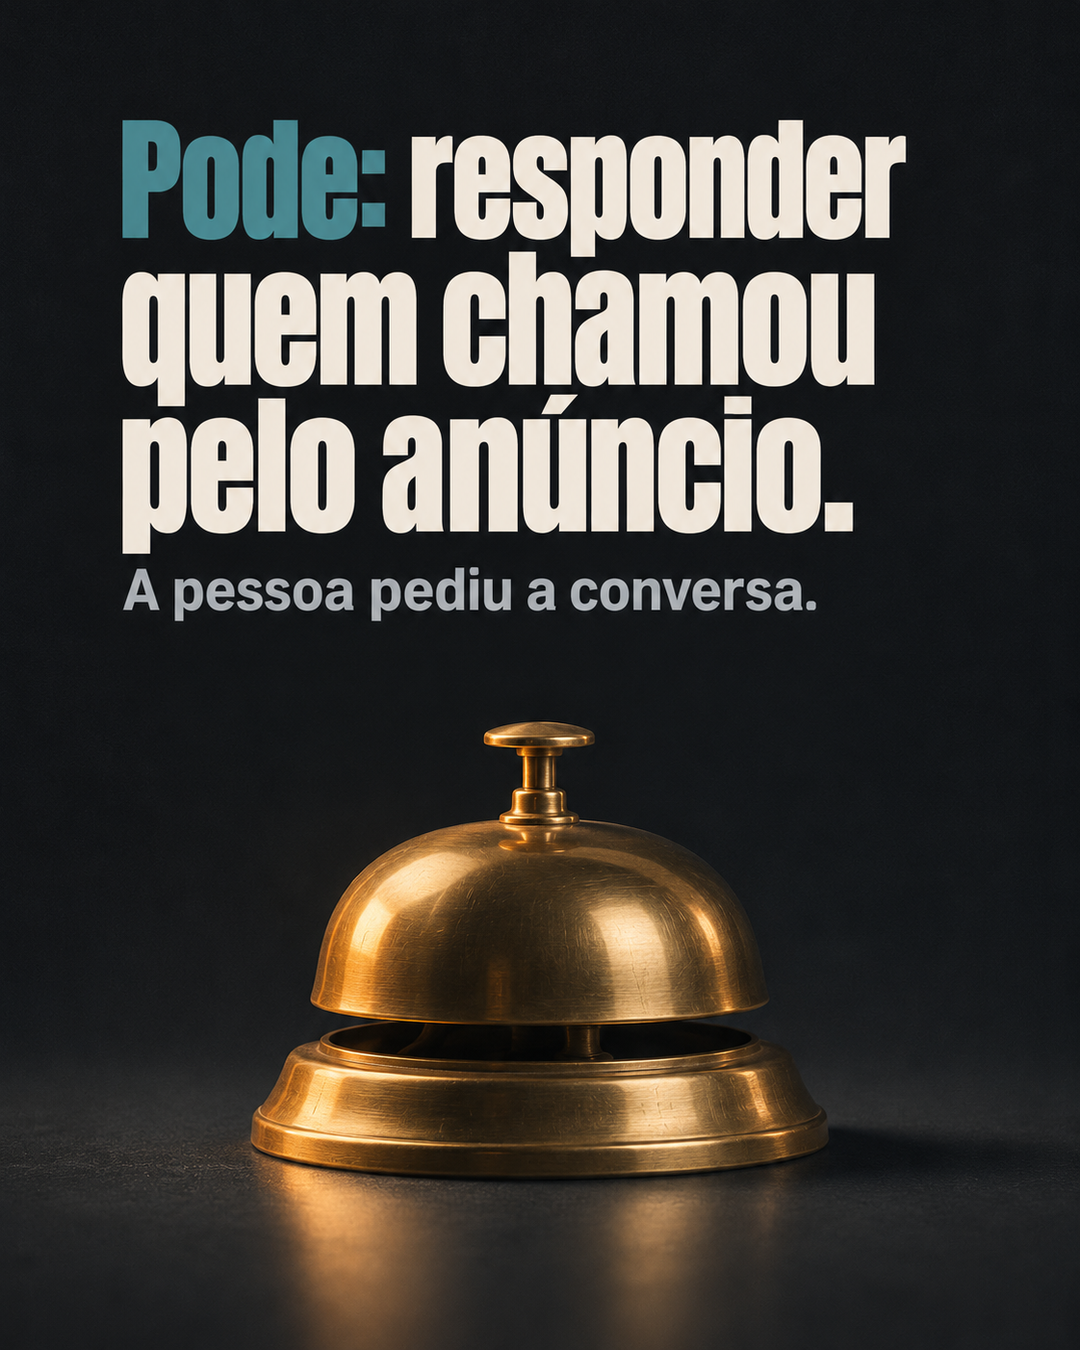 Pode: responder
quem chamou
pelo anúncio.
A pessoa pediu a conversa.